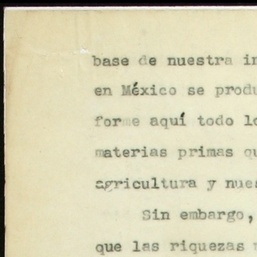 base de nuestra in
en México se produ
forme aquí todo lo
materias primas qu
agricultura y nues
Sin embargo,
que las riquezas